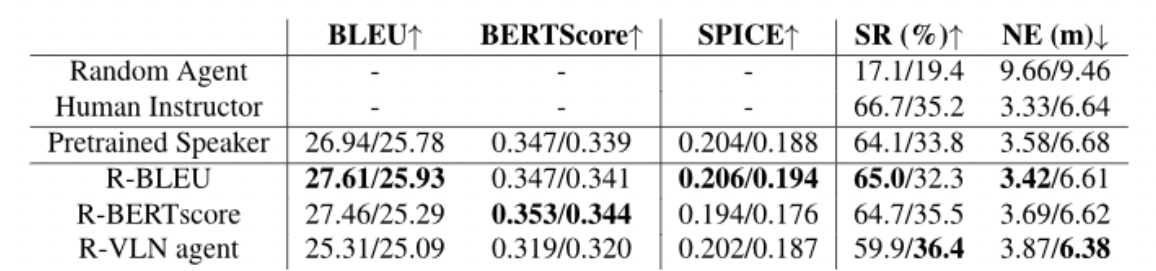 BLEU↑ BERTScore↑ SPICE↑ SR (%)↑ NE (m)↓
Random Agent - - - 17.1/19.4 9.66/9.46
Human Instructor - - - 66.7/35.2 3.33/6.64
Pretrained Speaker 26.94/25.78 0.347/0.339 0.204/0.188 64.1/33.8 3.58/6.68
R-BLEU 27.61/25.93 0.347/0.341 0.206/0.194 65.0/32.3 3.42/6.61
R-BERTscore 27.46/25.29 0.353/0.344 0.194/0.176 64.7/35.5 3.69/6.62
R-VLN agent 25.31/25.09 0.319/0.320 0.202/0.187 59.9/36.4 3.87/6.38